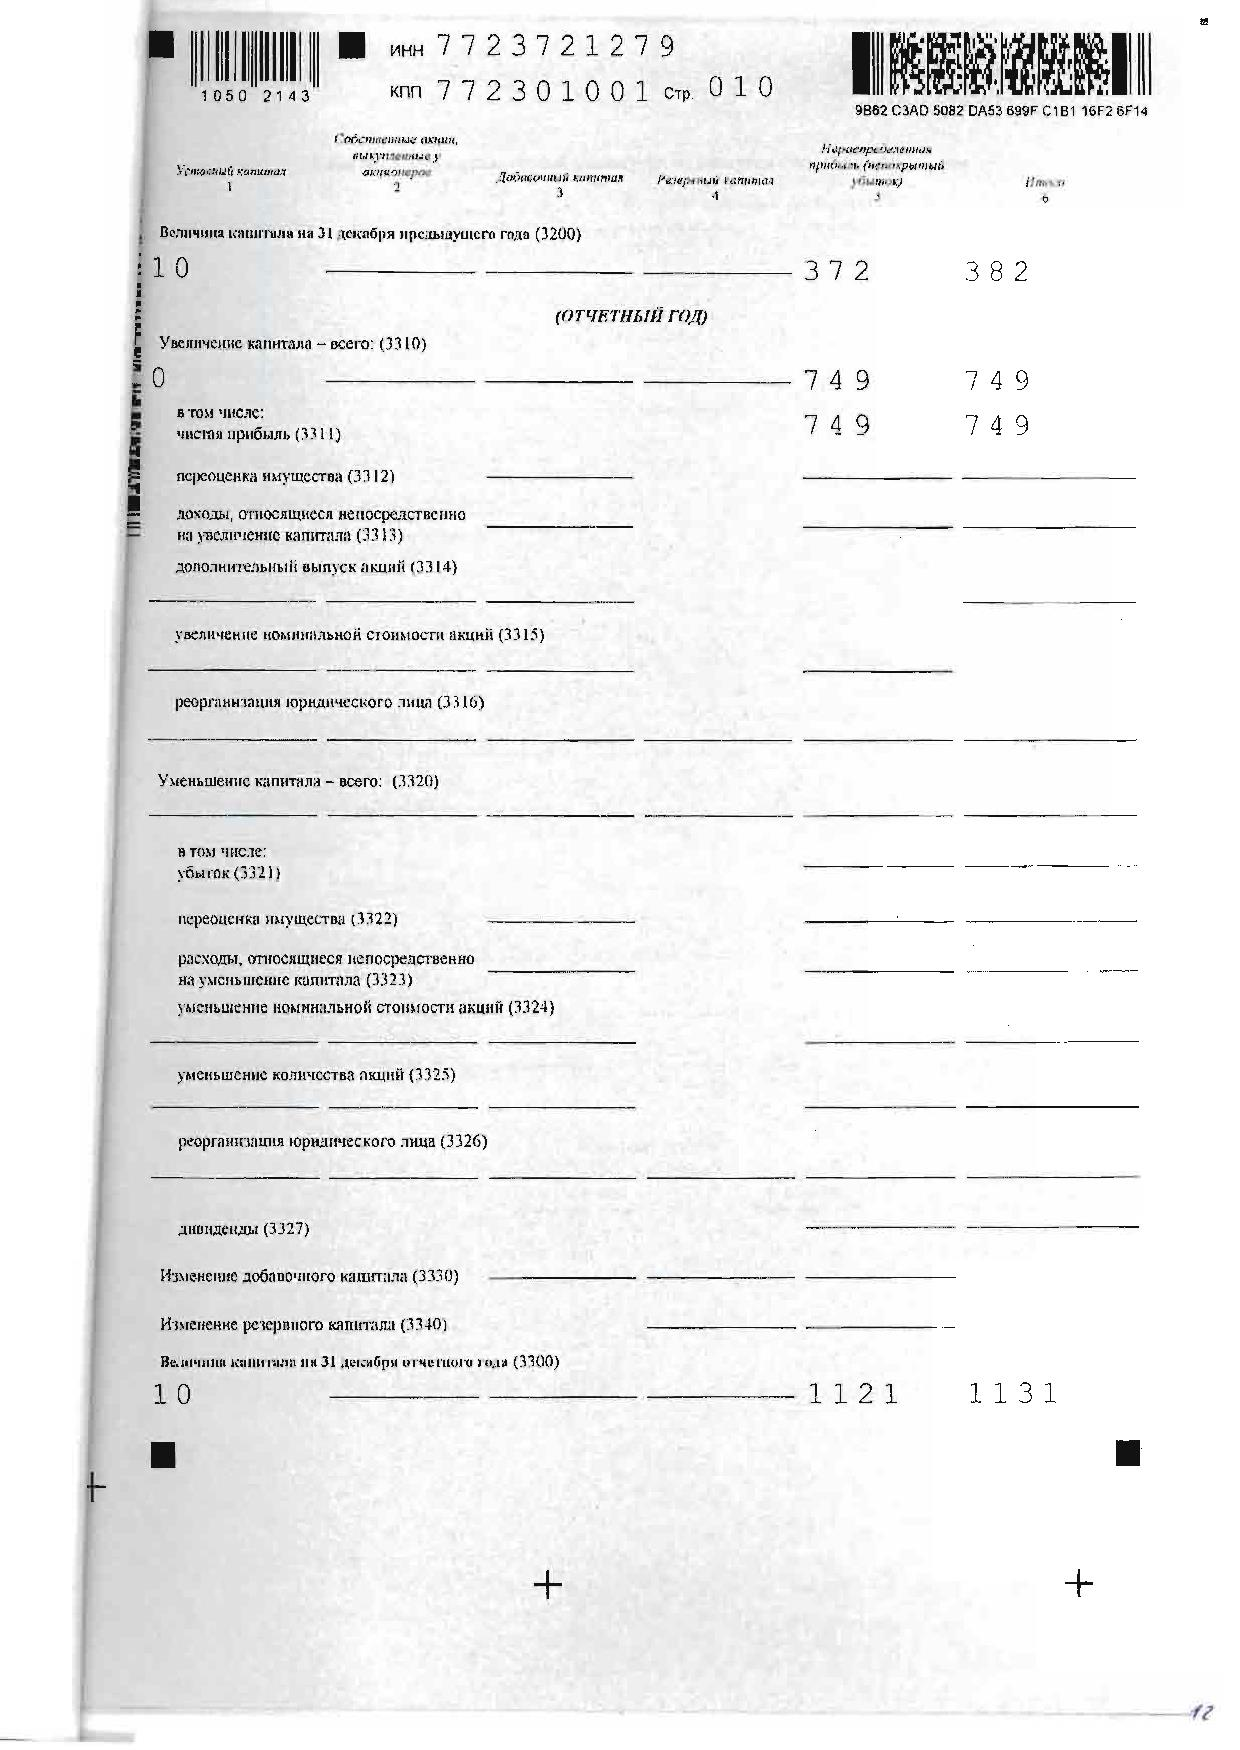 ИНН 7723721279
1050 2143
КПП 772301001 Стр. 010
9B62 C3AD 5082 DA53 699F C1B1 16F2 6F14
Собственные акции,
выкупленные у
акционеров
2
Уставный капитал
1
Добавочный капитал
3
Резервный капитал
4
Нераспределенная
прибыль (непокрытый
убыток)
5
Итого
6
Величина капитала на 31 декабря предыдущего года (3200)
10 372 382
(ОТЧЕТНЫЙ ГОД)
Увеличение капитала – всего: (3310)
0 749 749
в том числе:
чистая прибыль (3311) 749 749
переоценка имущества (3312)
доходы, относящиеся непосредственно
на увеличение капитала (3313)
дополнительный выпуск акций (3314)
увеличение номинальной стоимости акций (3315)
реорганизация юридического лица (3316)
Уменьшение капитала – всего: (3320)
в том числе:
убыток (3321)
переоценка имущества (3322)
расходы, относящиеся непосредственно
на уменьшение капитала (3323)
уменьшение номинальной стоимости акций (3324)
уменьшение количества акций (3325)
реорганизация юридического лица (3326)
дивиденды (3327)
Изменение добавочного капитала (3330)
Изменение резервного капитала (3340)
Величина капитала на 31 декабря отчетного года (3300)
10 1121 1131
12